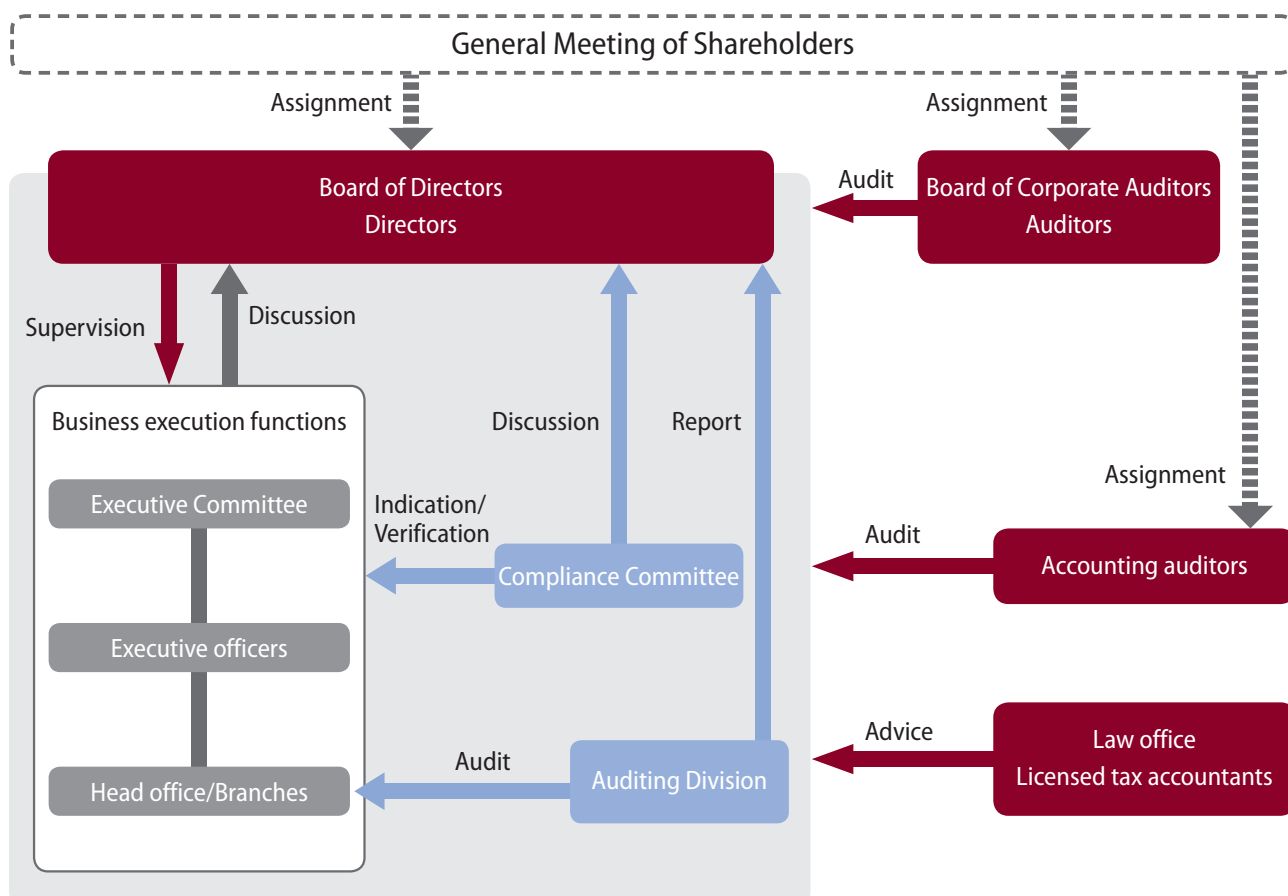 General Meeting of Shareholders
Assignment
Assignment
Board of Directors
Directors
Audit
Board of Corporate Auditors
Auditors
Supervision
Discussion
Business execution functions
Discussion
Report
Assignment
Executive Committee
Indication/
Verification
Compliance Committee
Audit
Accounting auditors
Executive officers
Head office/Branches
Audit
Auditing Division
Advice
Law office
Licensed tax accountants